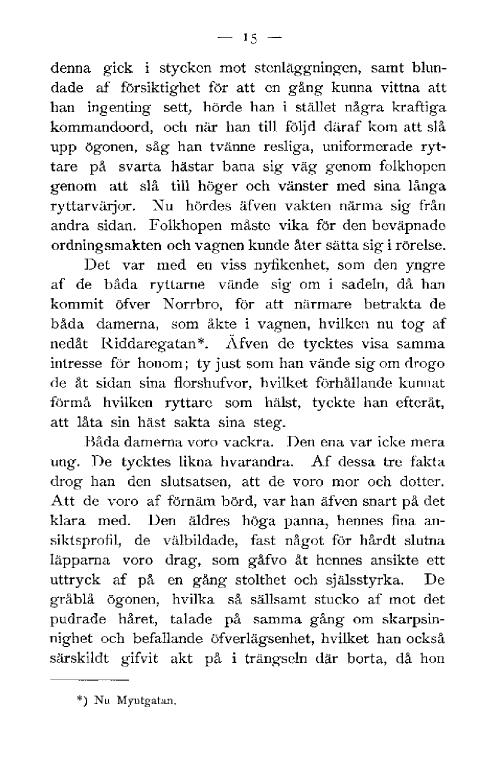 — 15 —
denna gick i stycken mot stenläggningen, samt blun-
dade af försiktighet för att en gång kunna vittna att
han ingenting sett, hörde han i stället några kraftiga
kommandoord, och när han till följd däraf kom att slå
upp ögonen, såg han tvänne resliga, uniformerade ryt-
tare på svarta hästar bana sig väg genom folkhopen
genom att slå till höger och vänster med sina långa
ryttarvärjor. Nu hördes äfven vakten närma sig från
andra sidan. Folkhopen måste vika för den beväpnade
ordningsmakten och vagnen kunde åter sätta sig i rörelse.
Det var med en viss nyfikenhet, som den yngre
af de båda ryttarne vände sig om i sadeln, då han
kommit öfver Norrbro, för att närmare betrakta de
båda damerna, som åkte i vagnen, hvilken nu tog af
nedåt Riddaregatan*. Äfven de tycktes visa samma
intresse för honom; ty just som han vände sig om drogo
de åt sidan sina florshufvor, hvilket förhållande kunnat
förmå hvilken ryttare som hälst, tyckte han efteråt,
att låta sin häst sakta sina steg.
Båda damerna voro vackra. Den ena var icke mera
ung. De tycktes likna hvarandra. Af dessa tre fakta
drog han den slutsatsen, att de voro mor och dotter.
Att de voro af förnäm börd, var han äfven snart på det
klara med. Den äldres höga panna, hennes fina an-
siktsprofil, de välbildade, fast något för hårdt slutna
läpparna voro drag, som gåfvo åt hennes ansikte ett
uttryck af på en gång stolthet och själsstyrka. De
gråblå ögonen, hvilka så sällsamt stucko af mot det
pudrade håret, talade på samma gång om skarpsin-
nighet och befallande öfverlägsenhet, hvilket han också
särskildt gifvit akt på i trängseln där borta, då hon
*) Nu Myntgatan.